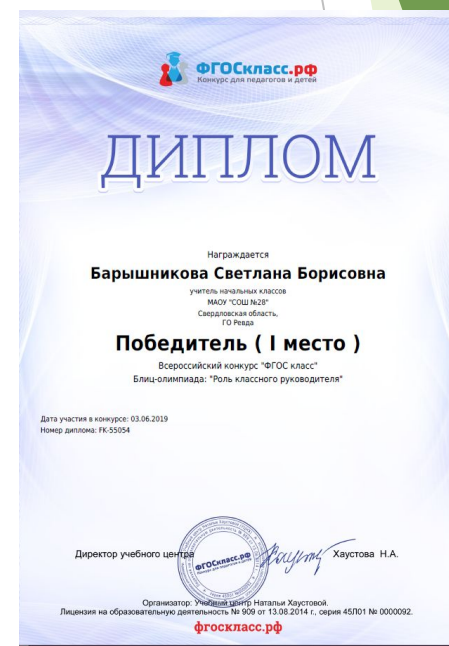 ФГОСкласс.рф
Конкурс для педагогов и детей
ДИПЛОМ
Награждается
Барышникова Светлана Борисовна
учитель начальных классов
МАОУ "СОШ №28"
Свердловская область,
ГО Ревда
Победитель ( I место )
Всероссийский конкурс "ФГОС класс"
Блиц-олимпиада: "Роль классного руководителя"
Дата участия в конкурсе: 03.06.2019
Номер диплома: FK-55054
Директор учебного центра
ФГОСкласс.рф
Хаустова Н.А.
Организатор: Учебный центр Натальи Хаустовой.
Лицензия на образовательную деятельность № 909 от 13.08.2014 г., серия 45Л01 № 0000092.
фгоскласс.рф